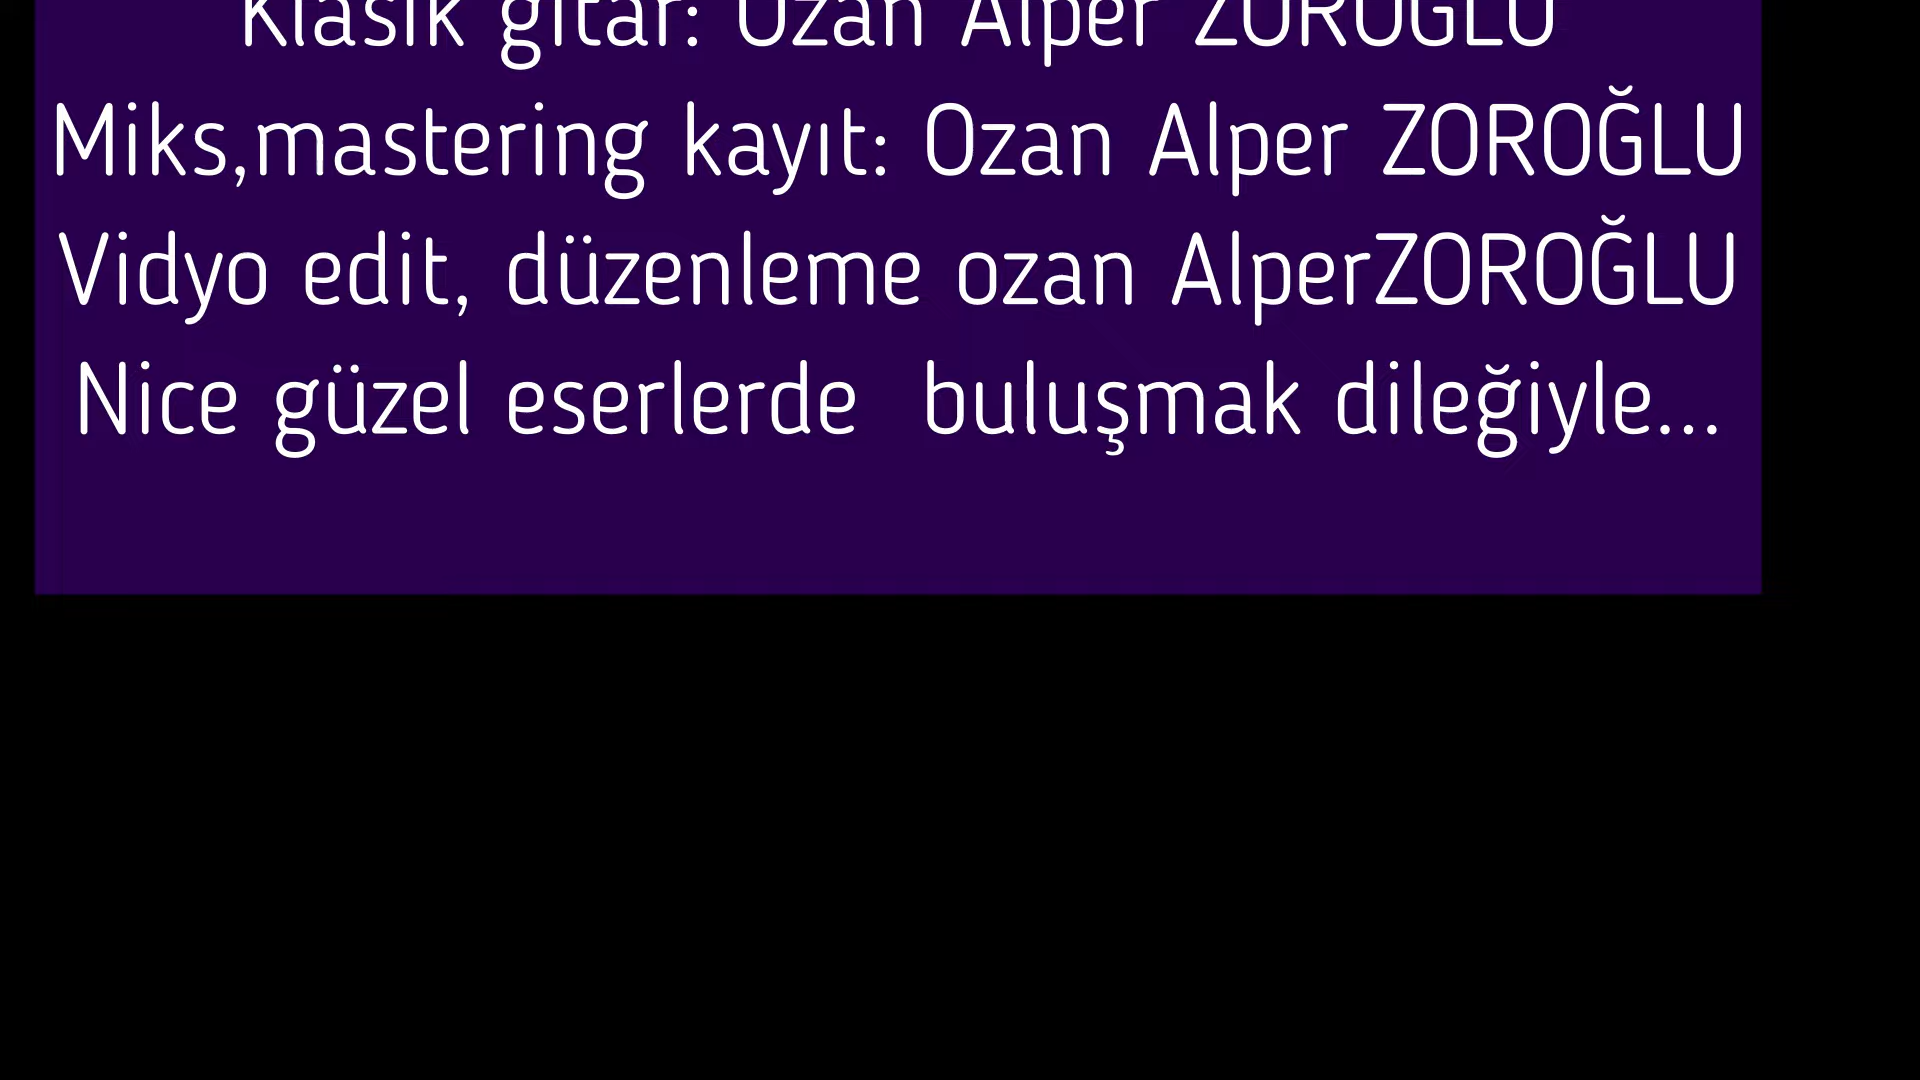 Klasik gitar: Ozan Alper ZOROĞLU
Miks,mastering kayıt: Ozan Alper ZOROĞLU
Vidyo edit, düzenleme ozan AlperZOROĞLU
Nice güzel eserlerde  buluşmak dileğiyle...